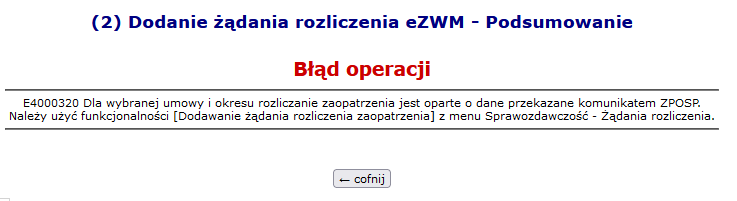 (2) Dodanie żądania rozliczenia eZWM - Podsumowanie
Błąd operacji
E4000320 Dla wybranej umowy i okresu rozliczanie zaopatrzenia jest oparte o dane przekazane komunikatem ZPOSP.
Należy użyć funkcjonalności [Dodawanie żądania rozliczenia zaopatrzenia] z menu Sprawozdawczość - Żądania rozliczenia.
← cofnij